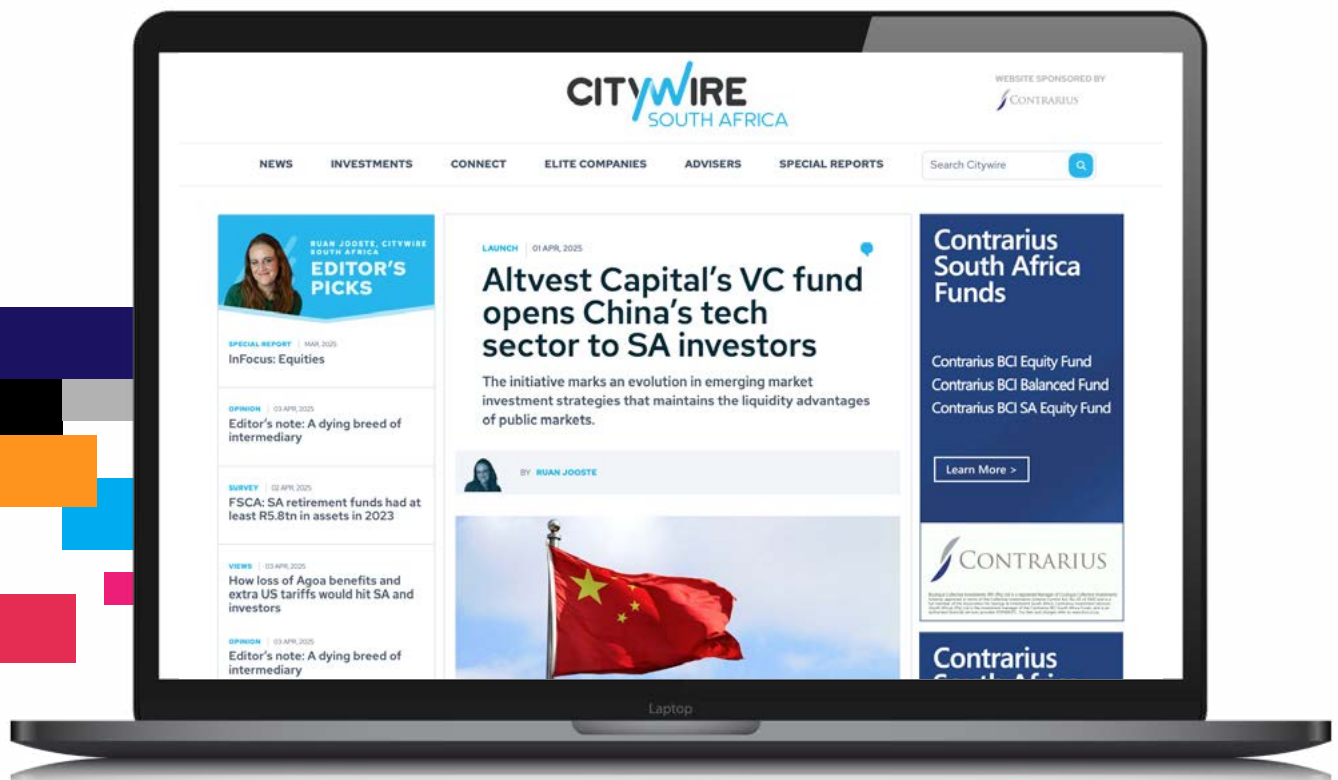 CITYWIRE
SOUTH AFRICA
WEBSITE SPONSORED BY
CONTRARIUS
NEWS
INVESTMENTS
CONNECT
ELITE COMPANIES
ADVISERS
SPECIAL REPORTS
Search Citywire
RUAN JOOSTE, CITYWIRE
SOUTH AFRICA
EDITOR'S
PICKS
SPECIAL REPORT | MAR, 2025
InFocus: Equities
OPINION | 03 APR, 2025
Editor's note: A dying breed of
intermediary
SURVEY | 02 APR, 2025
FSCA: SA retirement funds had at
least R5.8tn in assets in 2023
VIEWS | 03 APR, 2025
How loss of Agoa benefits and
extra US tariffs would hit SA and
investors
OPINION | 03 APR, 2025
Editor's note: A dying breed of
intermediary
LAUNCH | 01 APR, 2025
Altvest Capital's VC fund
opens China's tech
sector to SA investors
The initiative marks an evolution in emerging market
investment strategies that maintains the liquidity advantages
of public markets.
BY RUAN JOOSTE
Contrarius
South Africa
Funds
Contrarius BCI Equity Fund
Contrarius BCI Balanced Fund
Contrarius BCI SA Equity Fund
Learn More >
CONTRARIUS
Contrarius
Laptop